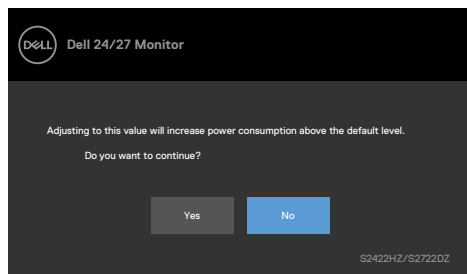 DELL Dell 24/27 Monitor
Adjusting to this value will increase power consumption above the default level.
Do you want to continue?
Yes No
S2422HZ/S2722DZ